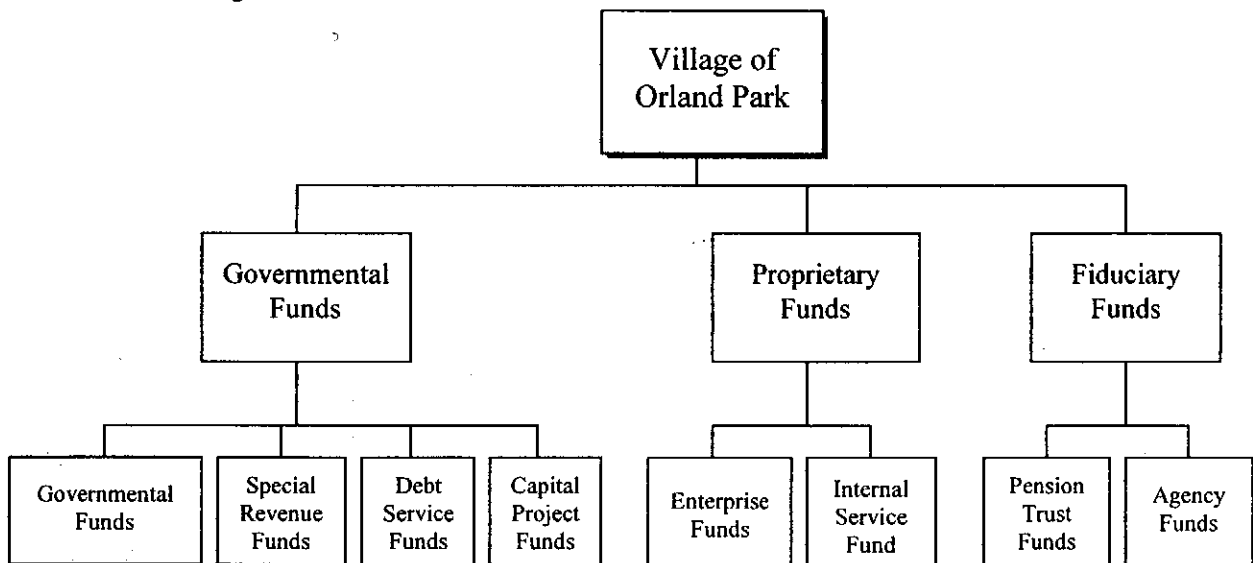 Village of
Orland Park
Governmental
Funds
Proprietary
Funds
Fiduciary
Funds
Governmental
Funds
Special
Revenue
Funds
Debt
Service
Funds
Capital
Project
Funds
Enterprise
Funds
Internal
Service
Fund
Pension
Trust
Funds
Agency
Funds